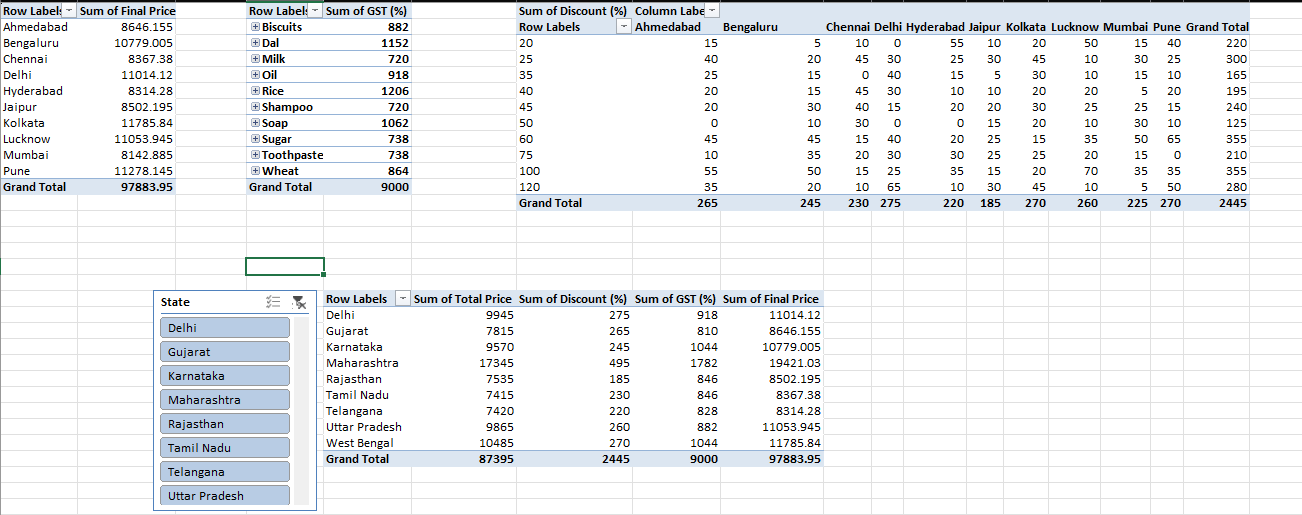 Row Labels Sum of Final Price
Ahmedabad 8646.155
Bengaluru 10779.005
Chennai 8367.38
Delhi 11014.12
Hyderabad 8314.28
Jaipur 8502.195
Kolkata 11785.84
Lucknow 11053.945
Mumbai 8142.885
Pune 11278.145
Grand Total 97883.95
Row Labels Sum of GST (%)
Biscuits 882
Dal 1152
Milk 720
Oil 918
Rice 1206
Shampoo 720
Soap 1062
Sugar 738
Toothpaste 738
Wheat 864
Grand Total 9000
Sum of Discount (%) Column Labe
Row Labels Ahmedabad Bengaluru Chennai Delhi Hyderabad Jaipur Kolkata Lucknow Mumbai Pune Grand Total
20 15 5 10 0 55 10 20 50 15 40 220
25 40 20 45 30 25 30 45 10 30 25 300
35 25 15 0 40 15 5 30 10 15 10 165
40 20 15 45 30 10 10 20 20 5 20 195
45 20 30 40 15 20 20 30 25 25 15 240
50 0 10 30 0 0 15 20 10 30 10 125
60 45 45 15 40 20 25 15 35 50 65 355
75 10 35 20 30 30 25 25 20 15 0 210
100 55 50 15 25 35 15 20 70 35 35 355
120 35 20 10 65 10 30 45 10 5 50 280
Grand Total 265 245 230 275 220 185 270 260 225 270 2445
State
Delhi
Gujarat
Karnataka
Maharashtra
Rajasthan
Tamil Nadu
Telangana
Uttar Pradesh
Row Labels Sum of Total Price Sum of Discount (%) Sum of GST (%) Sum of Final Price
Delhi 9945 275 918 11014.12
Gujarat 7815 265 810 8646.155
Karnataka 9570 245 1044 10779.005
Maharashtra 17345 495 1782 19421.03
Rajasthan 7535 185 846 8502.195
Tamil Nadu 7415 230 846 8367.38
Telangana 7420 220 828 8314.28
Uttar Pradesh 9865 260 882 11053.945
West Bengal 10485 270 1044 11785.84
Grand Total 87395 2445 9000 97883.95